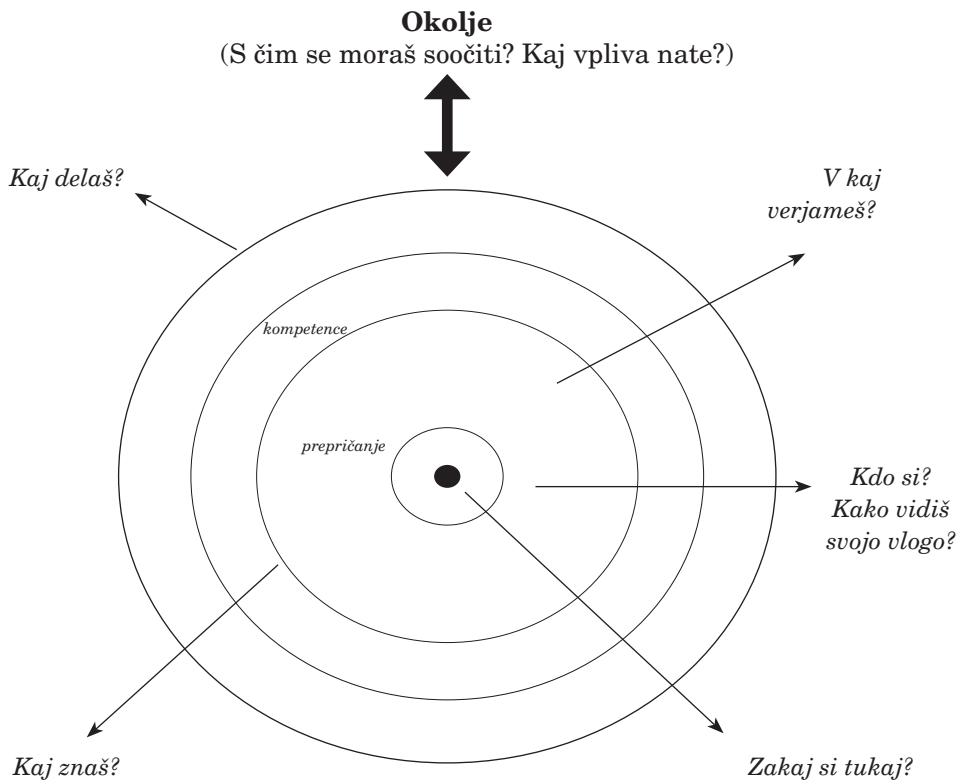 Okolje
(S čim se moraš soočiti? Kaj vpliva nate?)
Kaj delaš?
V kaj
verjameš?
kompetence
prepričanje
Kdo si?
Kako vidiš
svojo vlogo?
Kaj znaš?
Zakaj si tukaj?